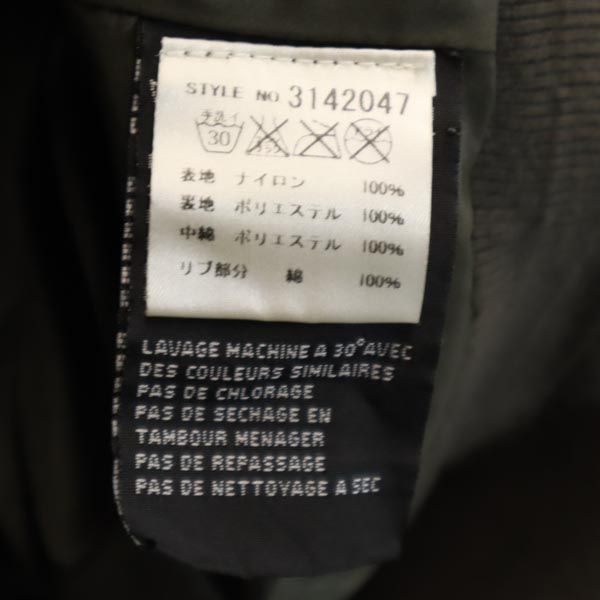 STYLE NO 3142047
手洗イ
30
表地 ナイロン 100%
裏地 ポリエステル 100%
中綿 ポリエステル 100%
リブ部分 綿 100%
LAVAGE MACHINE A 30° AVEC
DES COULEURS SIMILAIRES
PAS DE CHLORAGE
PAS DE SECHAGE EN
TAMBOUR MENAGER
PAS DE REPASSAGE
PAS DE NETTOYAGE A SEC